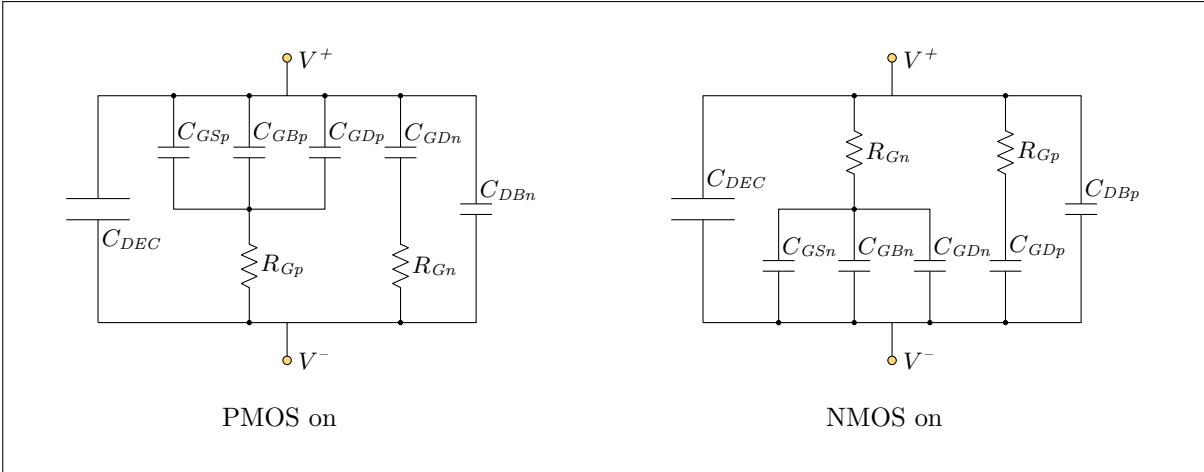 V⁺
C_GSp C_GBp C_GDp C_GDn
C_DBn
C_DEC
R_Gp
R_Gn
V⁻
PMOS on
V⁺
R_Gn
R_Gp
C_DEC
C_DBp
C_GSn C_GBn C_GDn C_GDp
V⁻
NMOS on